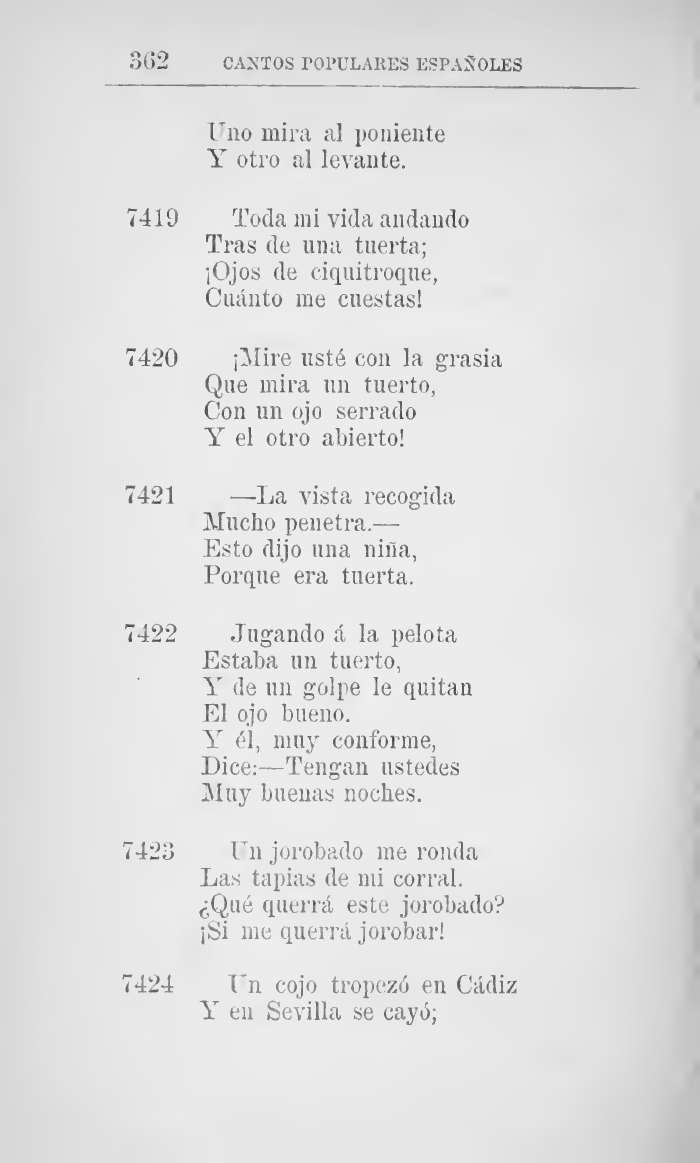 362 CANTOS POPULARES ESPAÑOLES
Uno mira al poniente
Y otro al levante.
7419 Toda mi vida andando
Tras de una tuerta;
¡Ojos de ciquitroque,
Cuánto me cuestas!
7420 ¡Mire usté con la grasia
Que mira un tuerto,
Con un ojo serrado
Y el otro abierto!
7421 —La vista recogida
Mucho penetra.—
Esto dijo una niña,
Porque era tuerta.
7422 Jugando á la pelota
Estaba un tuerto,
Y de un golpe le quitan
El ojo bueno.
Y él, muy conforme,
Dice:—Tengan ustedes
Muy buenas noches.
7423 Un jorobado me ronda
Las tapias de mi corral.
¿Qué querrá este jorobado?
¡Si me querrá jorobar!
7424 Un cojo tropezó en Cádiz
Y en Sevilla se cayó;